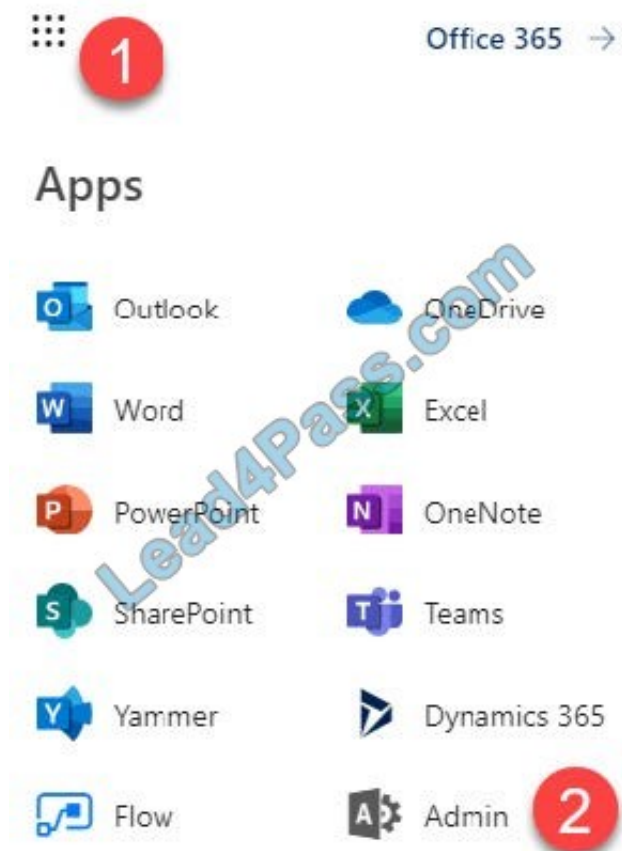 1
Office 365 →
Apps
Outlook
OneDrive
Word
Excel
PowerPoint
OneNote
SharePoint
Teams
Yammer
Dynamics 365
Flow
Admin
2
Lead4Pass.com